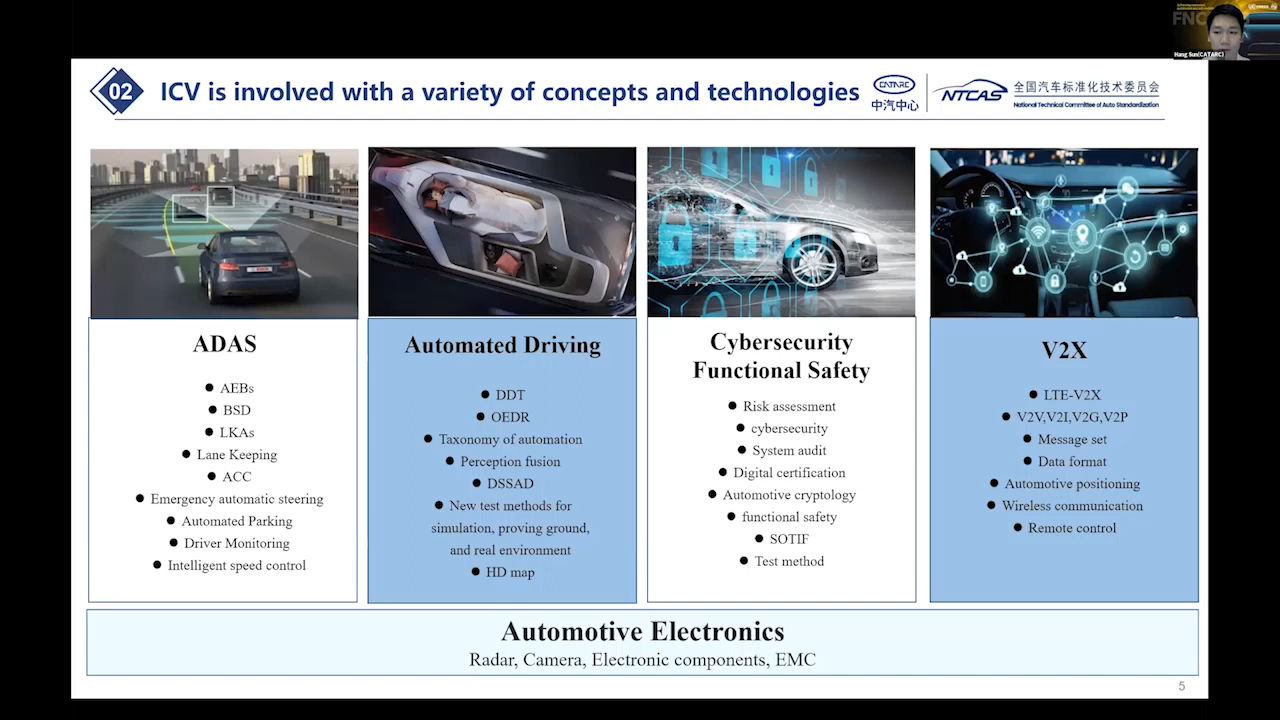 02
ICV is involved with a variety of concepts and technologies
CATARC
中汽中心
NTCAS
全国汽车标准化技术委员会
National Technical Committee of Auto Standardization
Hang Sun(CATARC)
ADAS
● AEBs
● BSD
● LKAs
● Lane Keeping
● ACC
● Emergency automatic steering
● Automated Parking
● Driver Monitoring
● Intelligent speed control
Automated Driving
● DDT
● OEDR
● Taxonomy of automation
● Perception fusion
● DSSAD
● New test methods for
simulation, proving ground,
and real environment
● HD map
Cybersecurity
Functional Safety
● Risk assessment
● cybersecurity
● System audit
● Digital certification
● Automotive cryptology
● functional safety
● SOTIF
● Test method
V2X
● LTE-V2X
● V2V,V2I,V2G,V2P
● Message set
● Data format
● Automotive positioning
● Wireless communication
● Remote control
Automotive Electronics
Radar, Camera, Electronic components, EMC
5